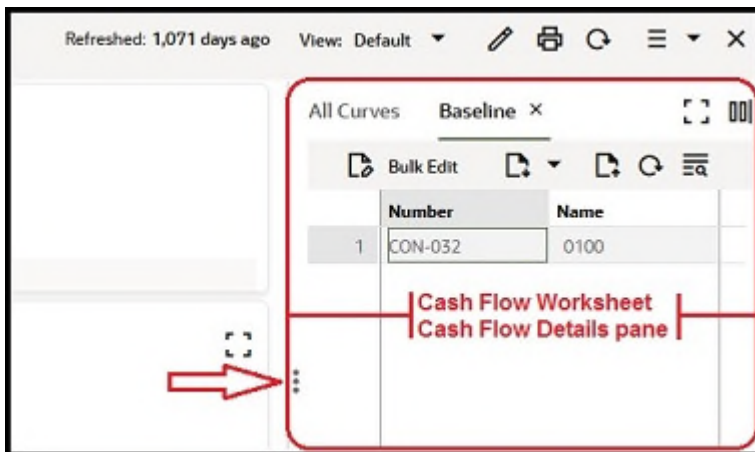 Refreshed: 1,071 days ago View: Default
All Curves Baseline
Bulk Edit
Number Name
1 CON-032 0100
Cash Flow Worksheet
Cash Flow Details pane